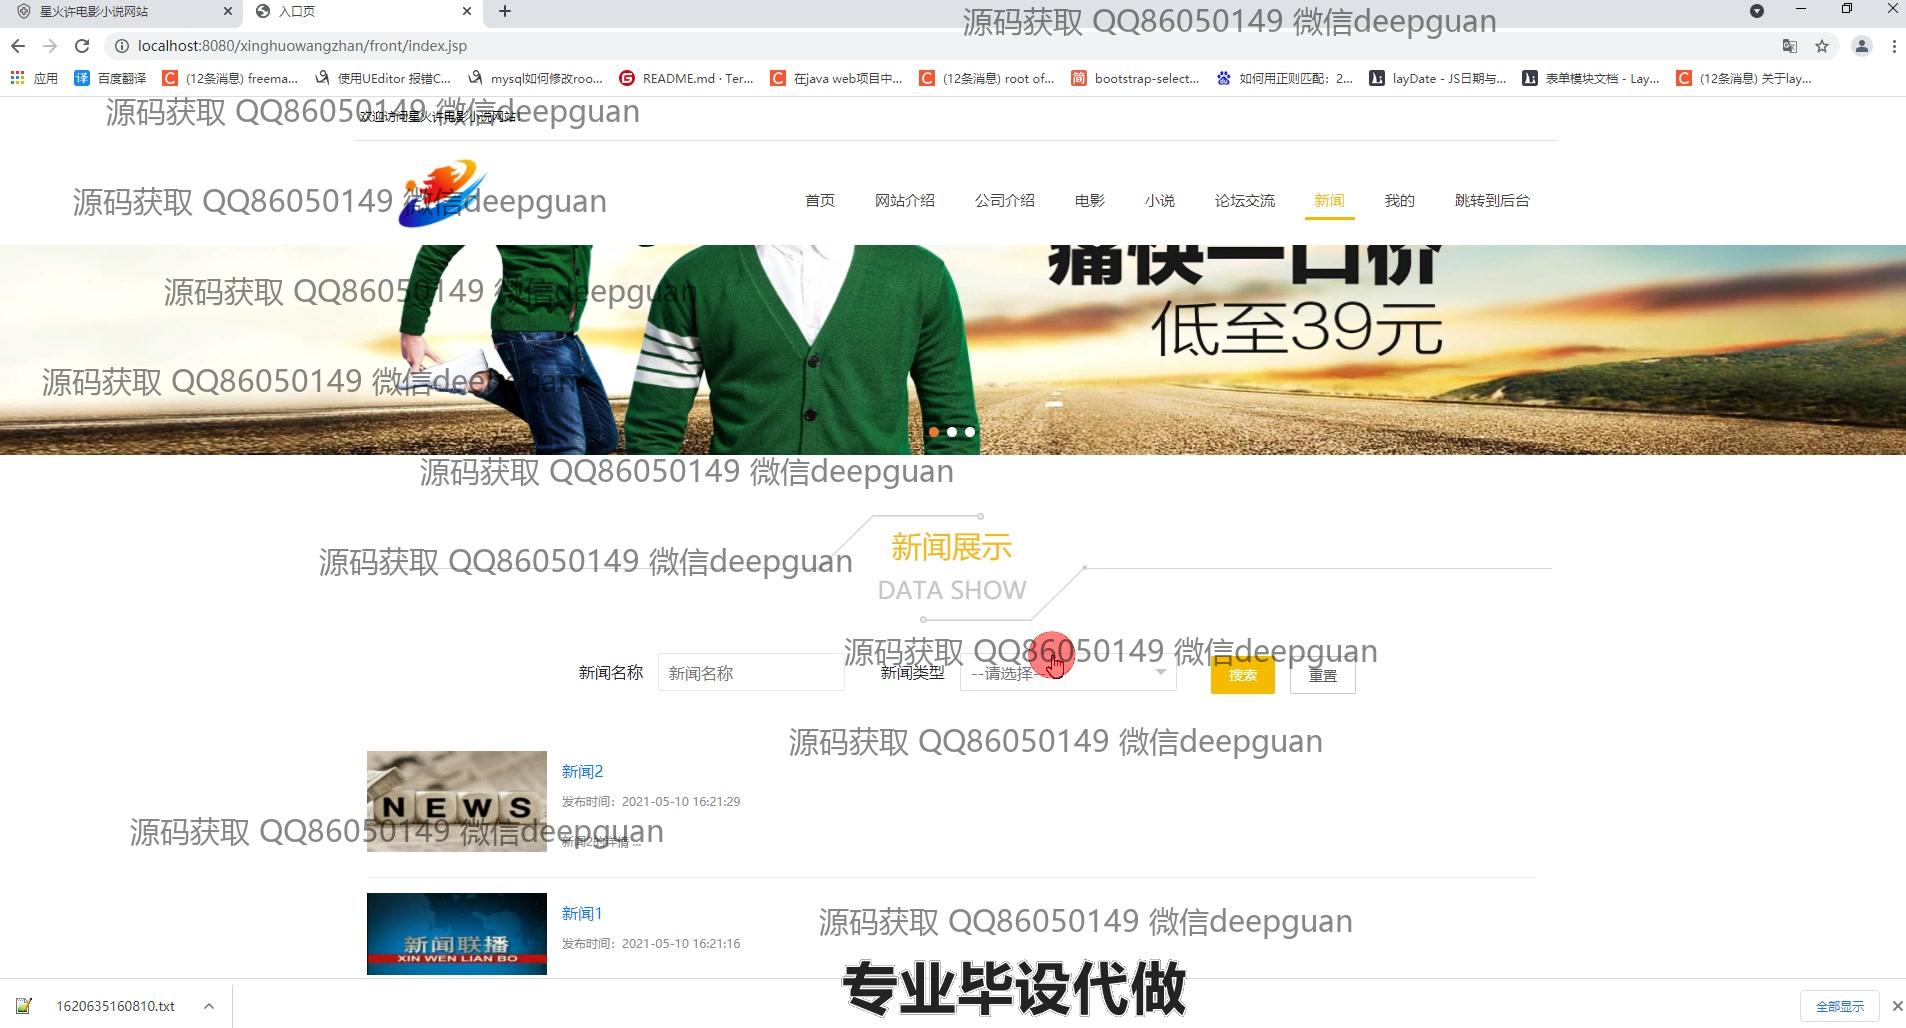 星火许电影小说网站
入口页
源码获取 QQ86050149 微信deepguan
localhost:8080/xinghuowangzhan/front/index.jsp
应用 百度翻译 (12条消息) freema... 使用UEditor 报错C... mysql如何修改roo... README.md · Ter... 在java web项目中... (12条消息) root of... bootstrap-select... 如何用正则匹配：2... layDate - JS日期与... 表单模块文档 - Lay... (12条消息) 关于lay...
源码获取 QQ86050149 微信deepguan
欢迎访问星火许电影小说网站!
源码获取 QQ86050149 微信deepguan
首页 网站介绍 公司介绍 电影 小说 论坛交流 新闻 我的 跳转到后台
痛快一口价
源码获取 QQ86050149 微信deepguan
低至39元
源码获取 QQ86050149 微信deepguan
源码获取 QQ86050149 微信deepguan
新闻展示
源码获取 QQ86050149 微信deepguan
DATA SHOW
源码获取 QQ86050149 微信deepguan
新闻名称 新闻名称 新闻类型 --请选择-- 搜索 重置
源码获取 QQ86050149 微信deepguan
NEWS
新闻2
发布时间：2021-05-10 16:21:29
源码获取 QQ86050149 微信deepguan
新闻2的详情 ...
新闻联播
XIN WEN LIAN BO
新闻1
发布时间：2021-05-10 16:21:16
源码获取 QQ86050149 微信deepguan
专业毕设代做
1620635160810.txt
全部显示